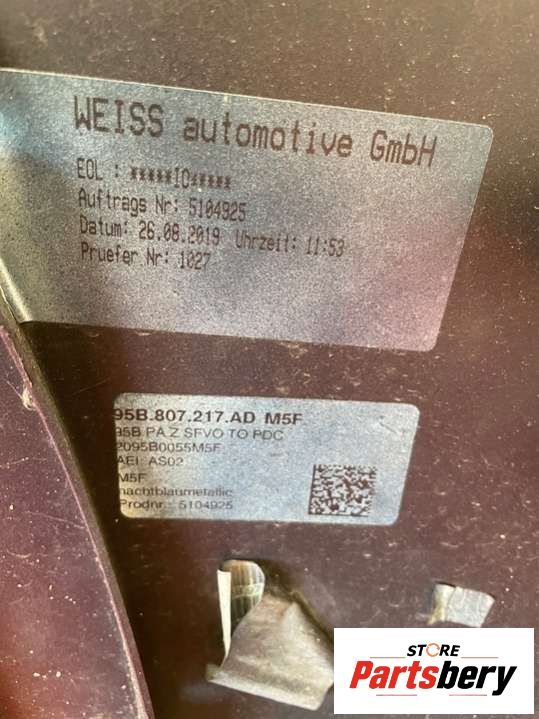 WEISS automotive GmbH
EOL : *****IO*****
Auftrags Nr: 5104925
Datum: 26.08.2019 Uhrzeit: 11:53
Pruefer Nr: 1027
95B.807.217.AD M5F
95B PA Z SFVO TO PDC
2095B0055M5F
AEI: AS02
M5F
nachtblaumetallic
Prodnr.: 5104925
STORE
Partsbery